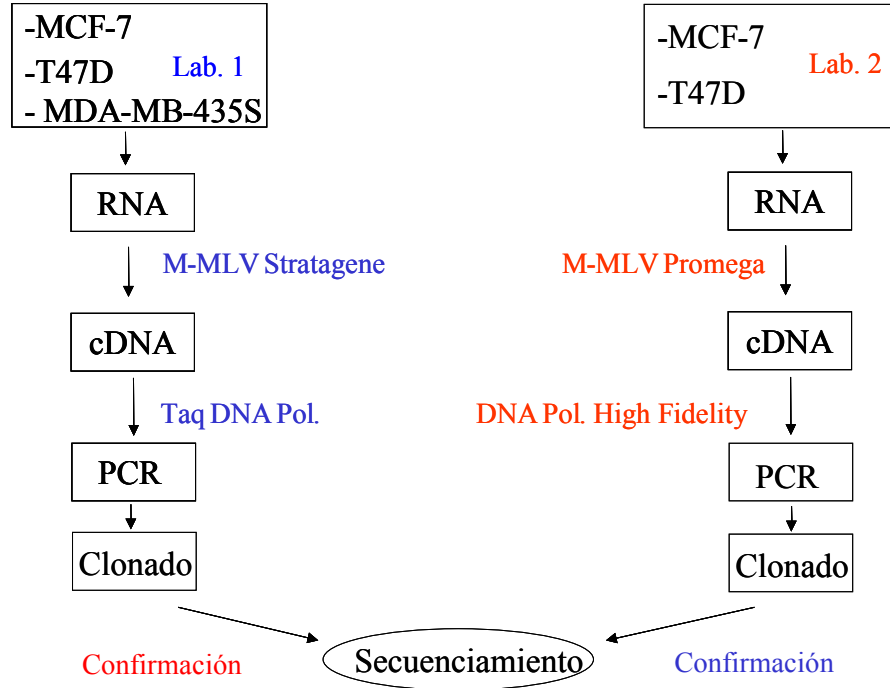 -MCF-7
-T47D
Lab. 1
- MDA-MB-435S
RNA
M-MLV Stratagene
cDNA
Taq DNA Pol.
PCR
Clonado
Confirmación
-MCF-7
Lab. 2
-T47D
RNA
M-MLV Promega
cDNA
DNA Pol. High Fidelity
PCR
Clonado
Confirmación
Secuenciamiento